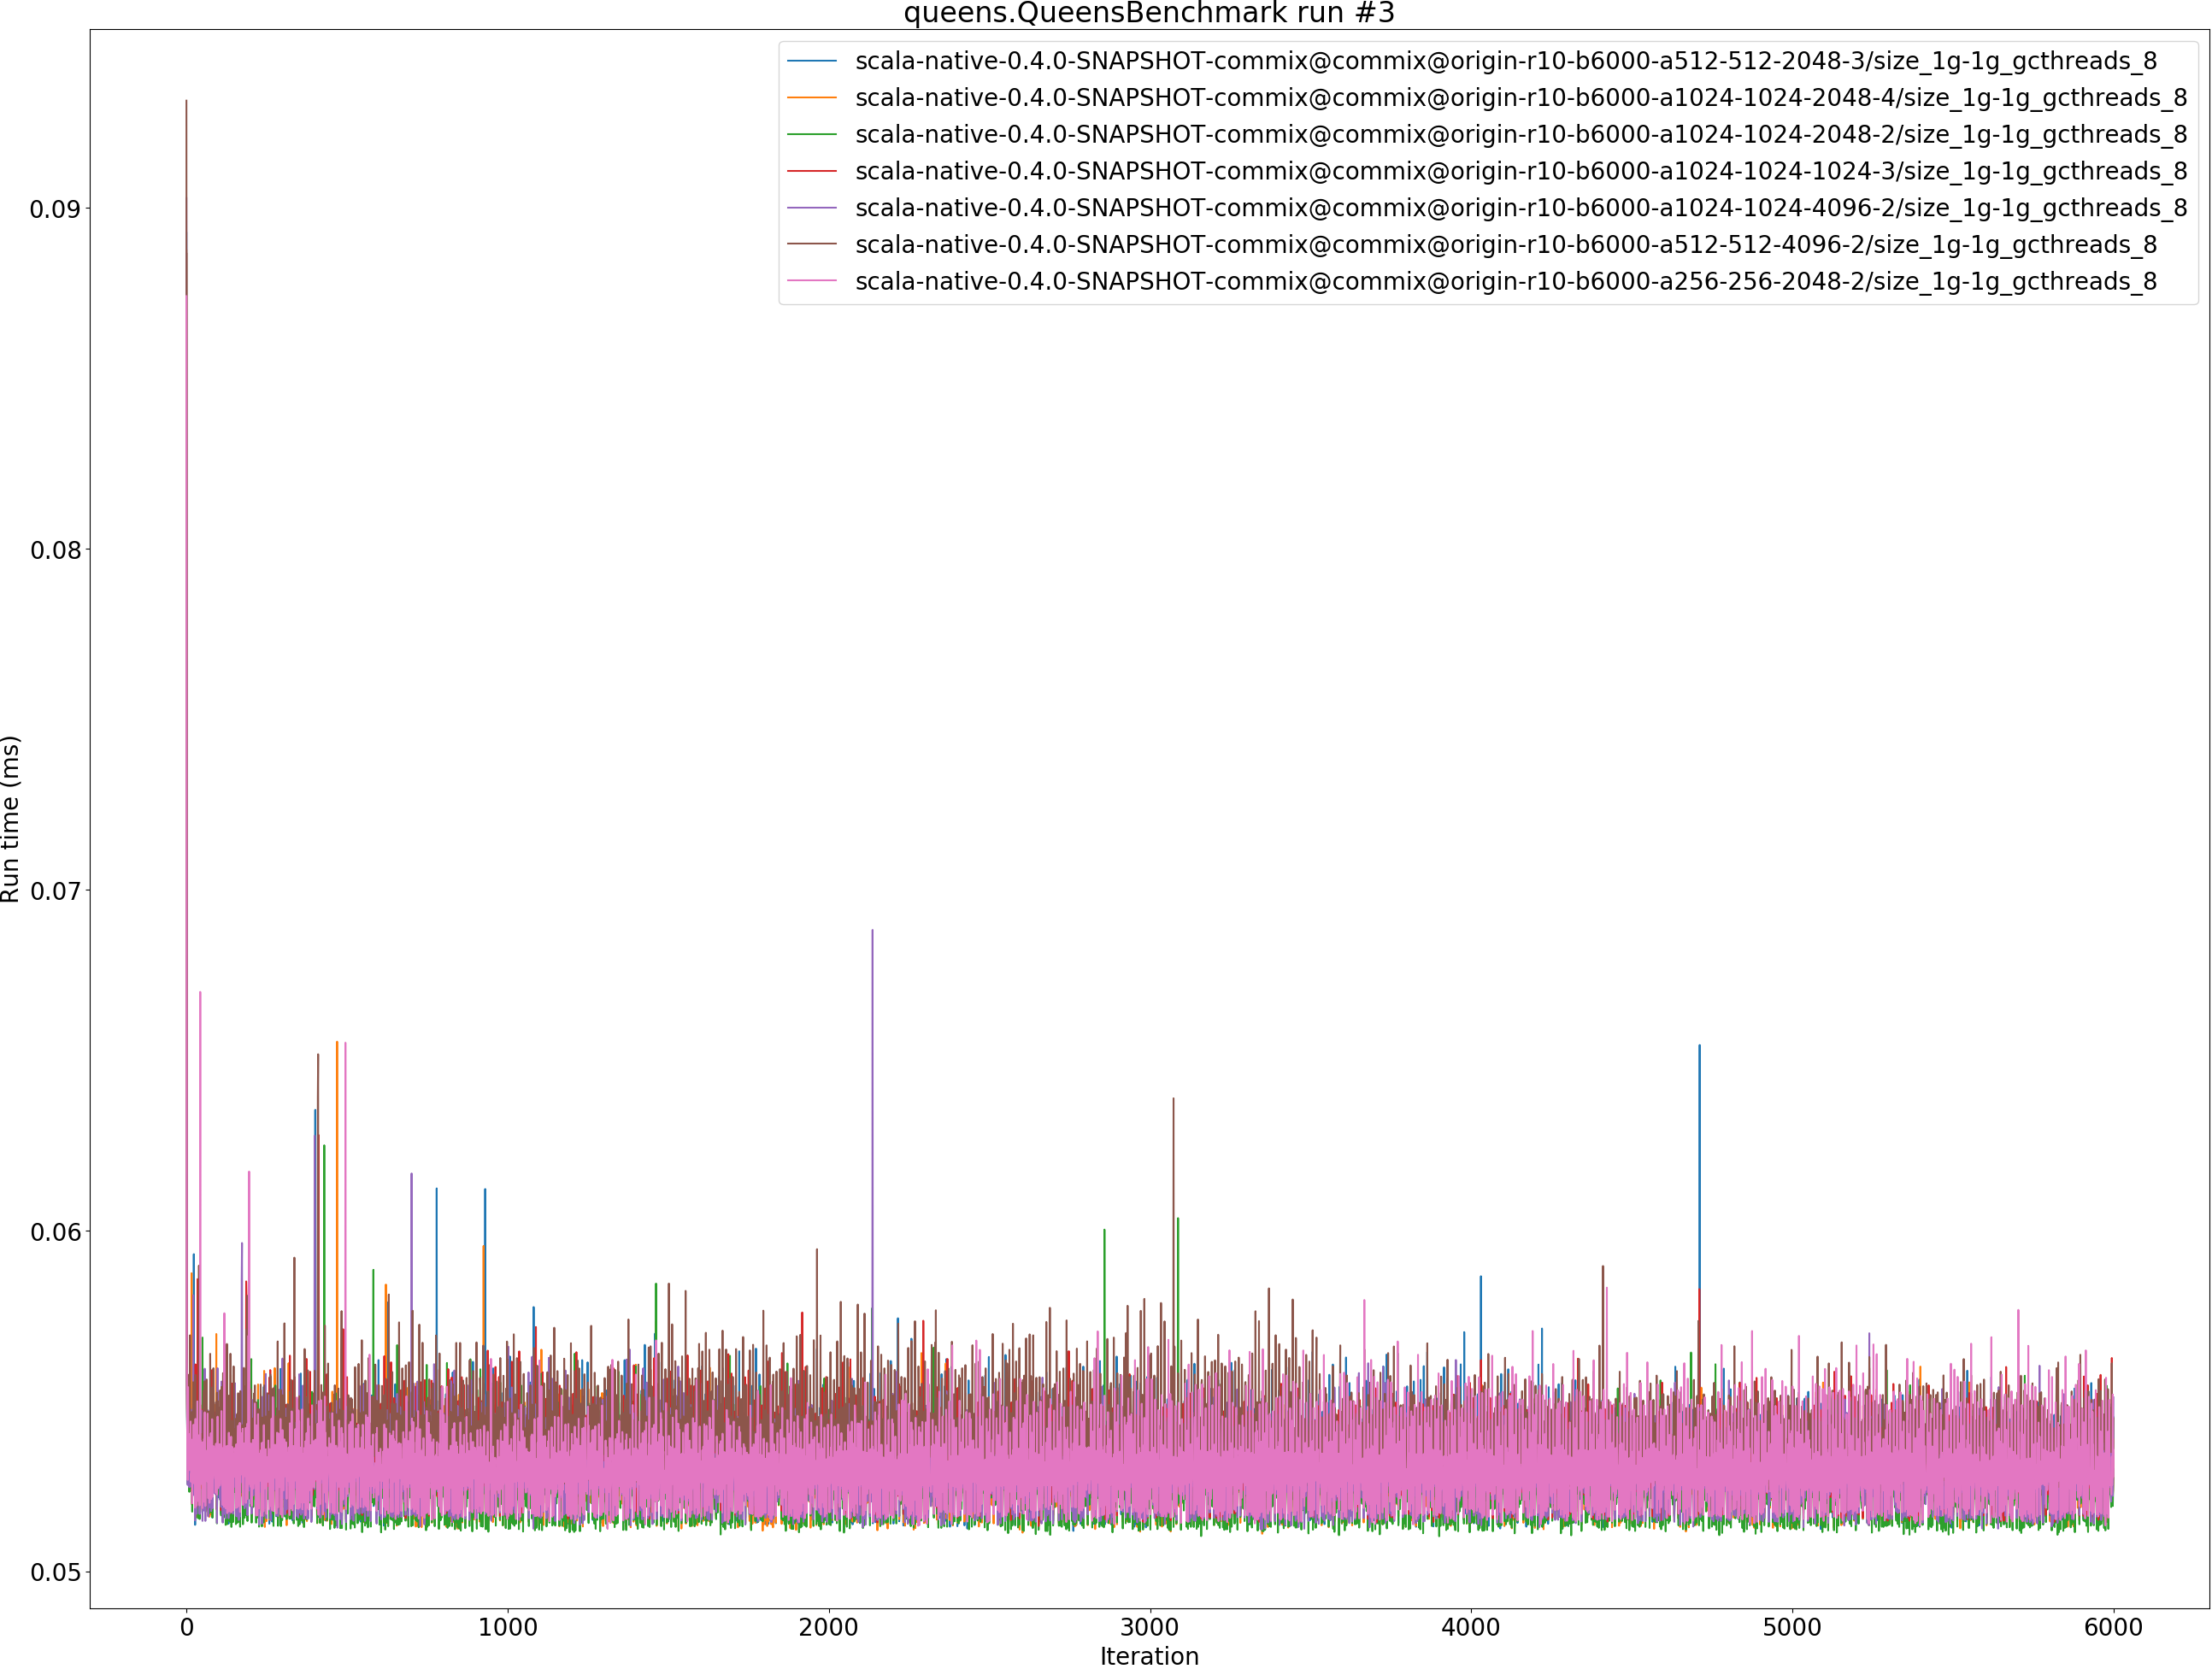 queens.QueensBenchmark run #3
scala-native-0.4.0-SNAPSHOT-commix@commix@origin-r10-b6000-a512-512-2048-3/size_1g-1g_gcthreads_8
scala-native-0.4.0-SNAPSHOT-commix@commix@origin-r10-b6000-a1024-1024-2048-4/size_1g-1g_gcthreads_8
scala-native-0.4.0-SNAPSHOT-commix@commix@origin-r10-b6000-a1024-1024-2048-2/size_1g-1g_gcthreads_8
scala-native-0.4.0-SNAPSHOT-commix@commix@origin-r10-b6000-a1024-1024-1024-3/size_1g-1g_gcthreads_8
scala-native-0.4.0-SNAPSHOT-commix@commix@origin-r10-b6000-a1024-1024-4096-2/size_1g-1g_gcthreads_8
scala-native-0.4.0-SNAPSHOT-commix@commix@origin-r10-b6000-a512-512-4096-2/size_1g-1g_gcthreads_8
scala-native-0.4.0-SNAPSHOT-commix@commix@origin-r10-b6000-a256-256-2048-2/size_1g-1g_gcthreads_8
0.09
0.08
0.07
0.06
0.05
Run time (ms)
0 1000 2000 3000 4000 5000 6000
Iteration